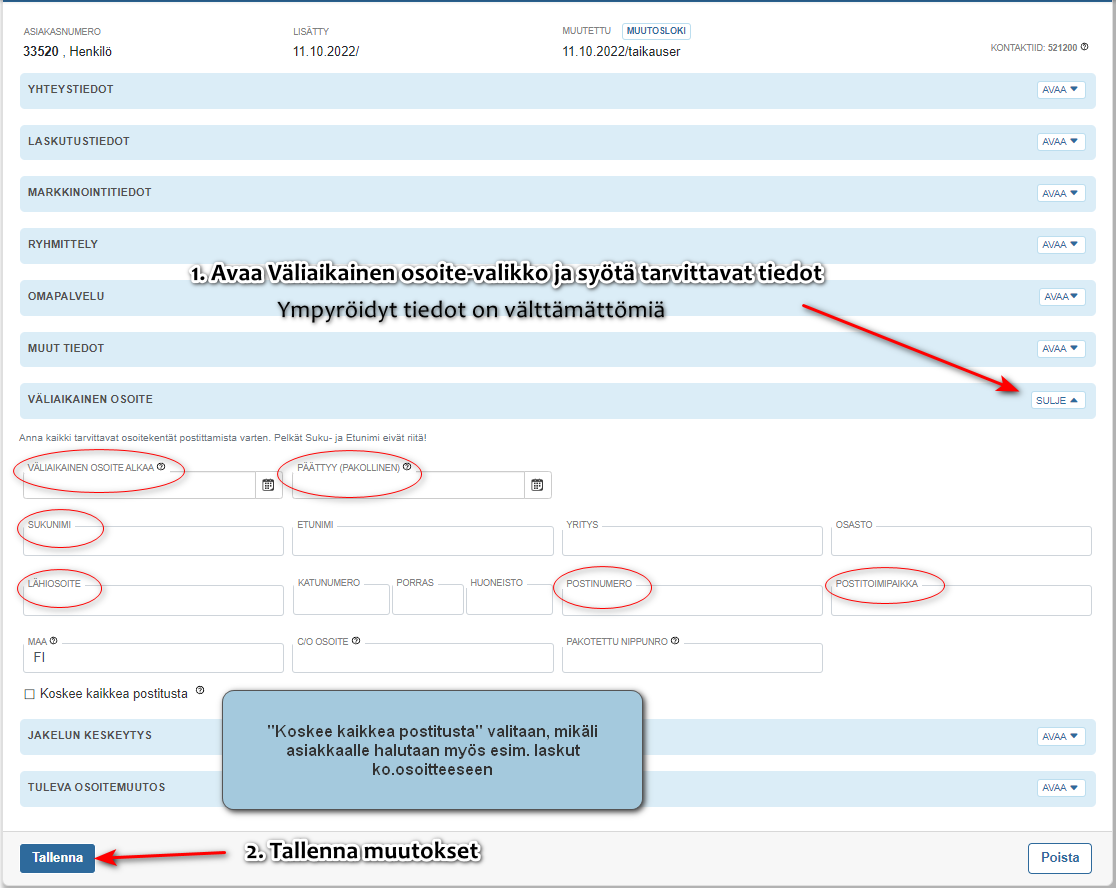 ASIAKASNUMERO LISÄTTY MUUTETTU MUUTOSLOKI
33520 , Henkilö 11.10.2022/ 11.10.2022/taikauser KONTAKTIID: 521200
YHTEYSTIEDOT AVAA
LASKUTUSTIEDOT AVAA
MARKKINOINTITIEDOT AVAA
RYHMITTELY AVAA
1. Avaa Väliaikainen osoite-valikko ja syötä tarvittavat tiedot
OMAPALVELU AVAA
Ympyröidyt tiedot on välttämättömiä
MUUT TIEDOT AVAA
VÄLIAIKAINEN OSOITE SULJE
Anna kaikki tarvittavat osoitekentät postittamista varten. Pelkät Suku- ja Etunimi eivät riitä!
VÄLIAIKAINEN OSOITE ALKAA PÄÄTTYY (PAKOLLINEN)
SUKUNIMI ETUNIMI YRITYS OSASTO
LÄHIOSOITE KATUNUMERO PORRAS HUONEISTO POSTINUMERO POSTITOIMIPAIKKA
MAA C/O OSOITE PAKOTETTU NIPPUNRO
FI
Koskee kaikkea postitusta
"Koskee kaikkea postitusta" valitaan, mikäli
asiakkaalle halutaan myös esim. laskut
ko.osoitteeseen
JAKELUN KESKEYTYS AVAA
TULEVA OSOITEMUUTOS AVAA
Tallenna 2. Tallenna muutokset Poista